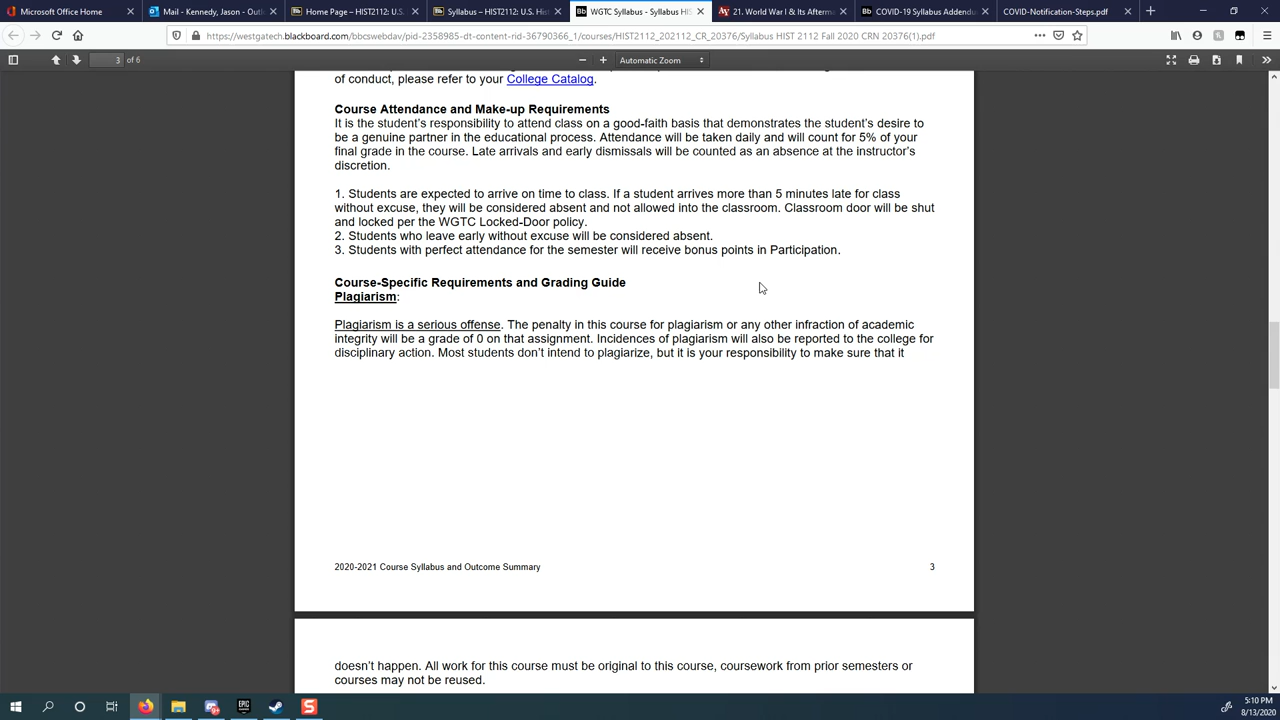 Microsoft Office Home
Mail - Kennedy, Jason - Outl
Home Page – HIST2112: U.S.
Syllabus – HIST2112: U.S. Hist
WGTC Syllabus - Syllabus HIS
21. World War I & Its Afterma
COVID-19 Syllabus Addendu
COVID-Notification-Steps.pdf
https://westgatech.blackboard.com/bbcswebdav/pid-2358985-dt-content-rid-36790366_1/courses/HIST2112_202112_CR_20376/Syllabus HIST 2112 Fall 2020 CRN 20376(1).pdf
3 of 6
Automatic Zoom
of conduct, please refer to your College Catalog.
Course Attendance and Make-up Requirements
It is the student’s responsibility to attend class on a good-faith basis that demonstrates the student’s desire to
be a genuine partner in the educational process. Attendance will be taken daily and will count for 5% of your
final grade in the course. Late arrivals and early dismissals will be counted as an absence at the instructor’s
discretion.
1. Students are expected to arrive on time to class. If a student arrives more than 5 minutes late for class
without excuse, they will be considered absent and not allowed into the classroom. Classroom door will be shut
and locked per the WGTC Locked-Door policy.
2. Students who leave early without excuse will be considered absent.
3. Students with perfect attendance for the semester will receive bonus points in Participation.
Course-Specific Requirements and Grading Guide
Plagiarism:
Plagiarism is a serious offense. The penalty in this course for plagiarism or any other infraction of academic
integrity will be a grade of 0 on that assignment. Incidences of plagiarism will also be reported to the college for
disciplinary action. Most students don’t intend to plagiarize, but it is your responsibility to make sure that it
2020-2021 Course Syllabus and Outcome Summary 3
doesn’t happen. All work for this course must be original to this course, coursework from prior semesters or
courses may not be reused.
EPIC
5:10 PM
8/13/2020